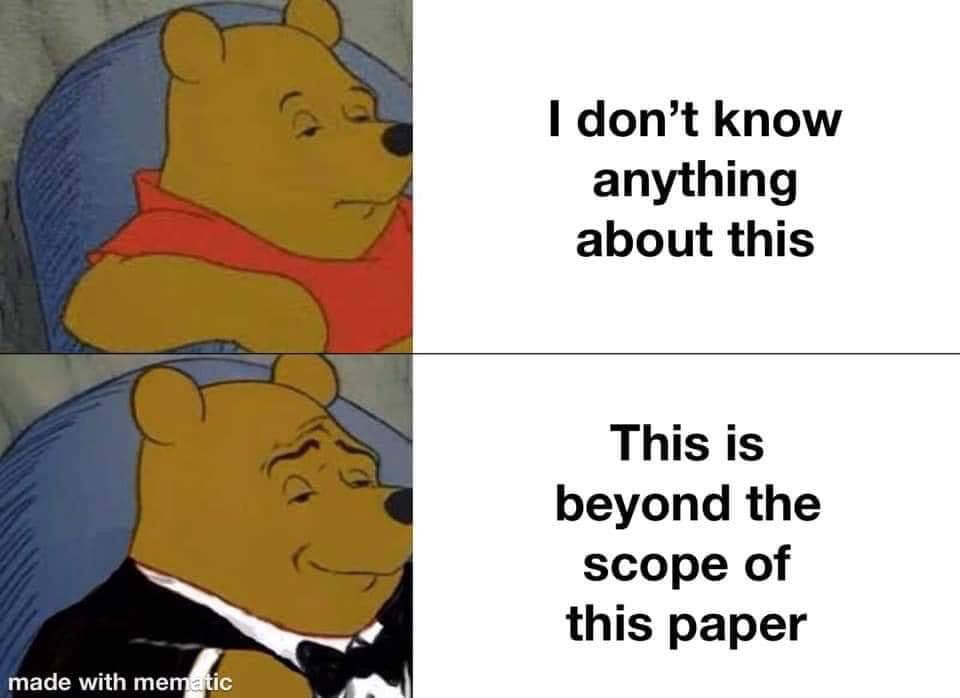 I don’t know
anything
about this
This is
beyond the
scope of
this paper
made with mematic